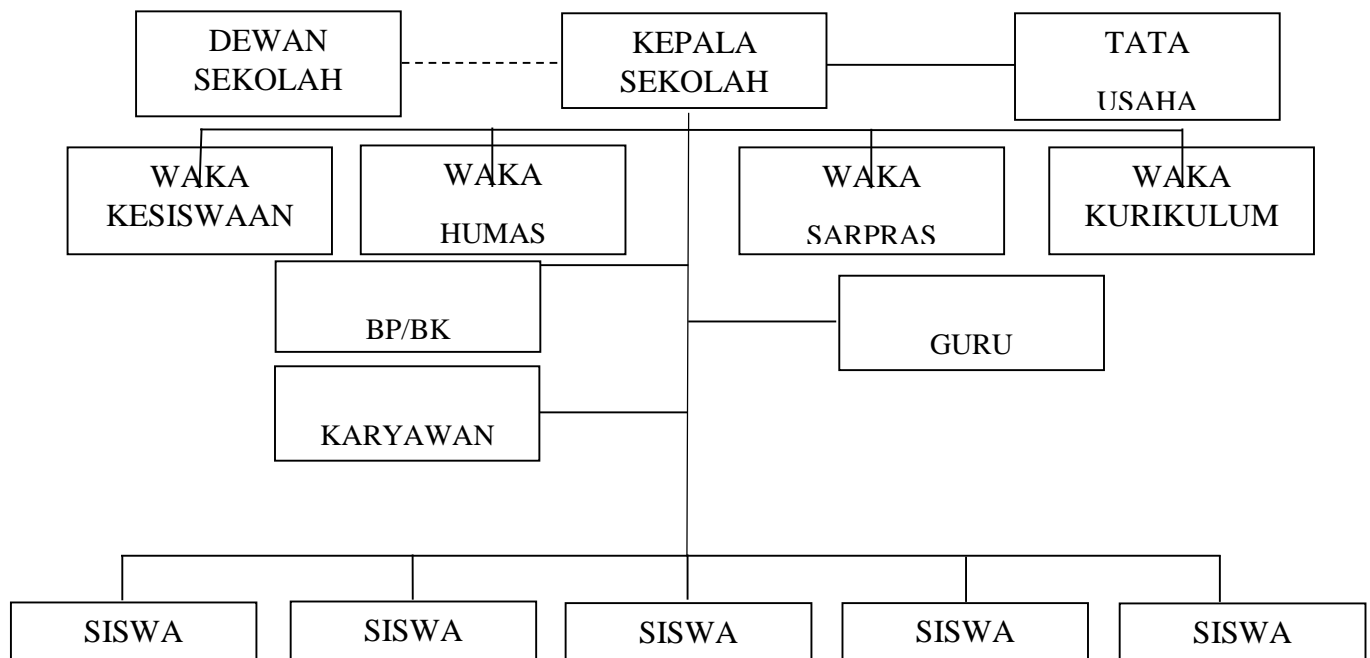 DEWAN
SEKOLAH
KEPALA
SEKOLAH
TATA
USAHA
WAKA
KESISWAAN
WAKA
HUMAS
WAKA
SARPRAS
WAKA
KURIKULUM
BP/BK
GURU
KARYAWAN
SISWA
SISWA
SISWA
SISWA
SISWA